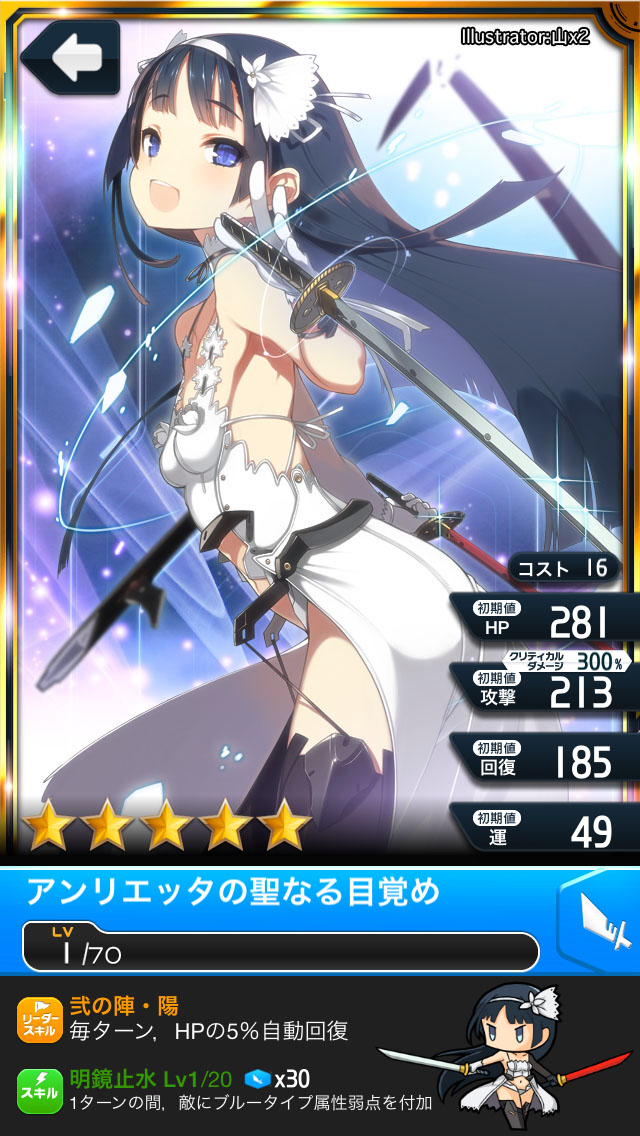 Illustrator:山x2
コスト 16
初期値
HP 281
クリティカル
ダメージ 300%
初期値
攻撃 213
初期値
回復 185
初期値
運 49
アンリエッタの聖なる目覚め
LV
1/70
リーダー
スキル
弐の陣・陽
毎ターン，HPの5%自動回復
スキル
明鏡止水 Lv1/20 x30
1ターンの間，敵にブルータイプ属性弱点を付加